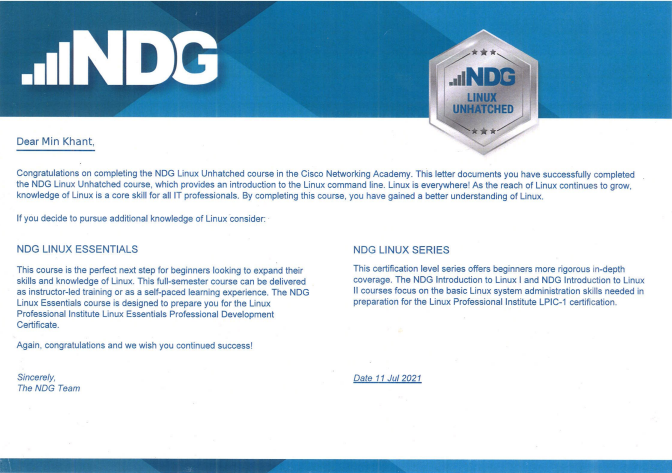 NDG
NDG
LINUX
UNHATCHED
Dear Min Khant,
Congratulations on completing the NDG Linux Unhatched course in the Cisco Networking Academy. This letter documents you have successfully completed
the NDG Linux Unhatched course, which provides an introduction to the Linux command line. Linux is everywhere! As the reach of Linux continues to grow,
knowledge of Linux is a core skill for all IT professionals. By completing this course, you have gained a better understanding of Linux.
If you decide to pursue additional knowledge of Linux consider:
NDG LINUX ESSENTIALS
This course is the perfect next step for beginners looking to expand their
skills and knowledge of Linux. This full-semester course can be delivered
as instructor-led training or as a self-paced learning experience. The NDG
Linux Essentials course is designed to prepare you for the Linux
Professional Institute Linux Essentials Professional Development
Certificate.
Again, congratulations and we wish you continued success!
Sincerely,
The NDG Team
NDG LINUX SERIES
This certification level series offers beginners more rigorous in-depth
coverage. The NDG Introduction to Linux I and NDG Introduction to Linux
II courses focus on the basic Linux system administration skills needed in
preparation for the Linux Professional Institute LPIC-1 certification.
Date 11 Jul 2021